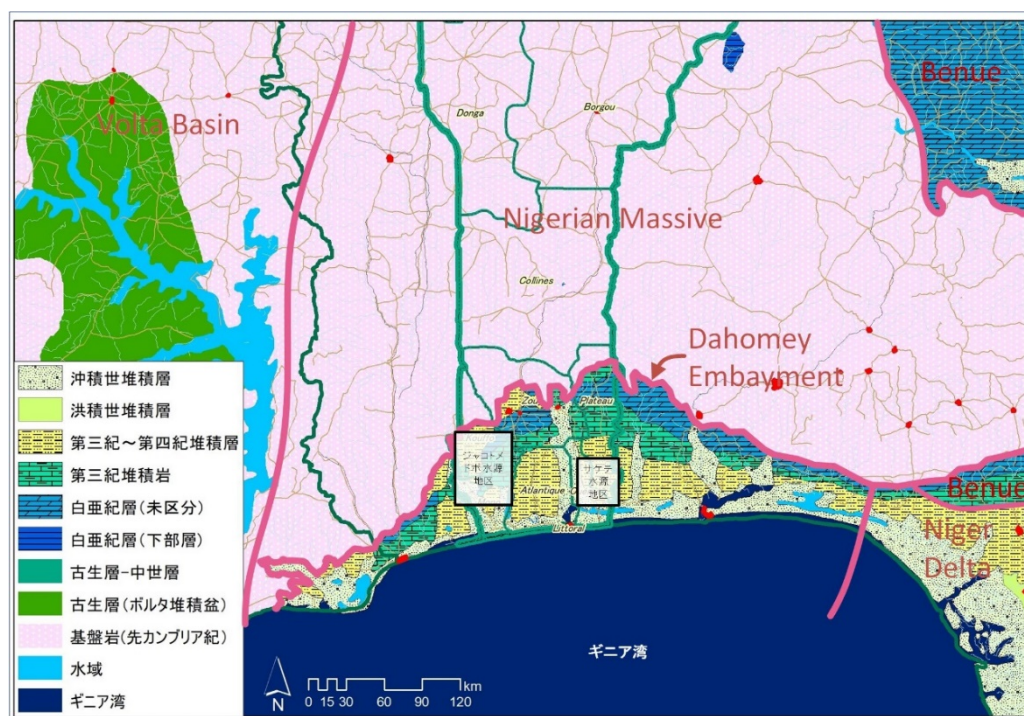 Donga
Borgou
Benue
Volta Basin
Nigerian Massive
Collines
Dahomey
Embayment
Zou
Plateau
ジャコトメ
ドボ水源
地区
サケテ
水源
地区
Atlantique
Littoral
Benue
Niger
Delta
ギニア湾
沖積世堆積層
洪積世堆積層
第三紀~第四紀堆積層
第三紀堆積岩
白亜紀層(未区分)
白亜紀層(下部層)
古生層-中世層
古生層(ボルタ堆積盆)
基盤岩(先カンブリア紀)
水域
ギニア湾
N
km
0 15 30 60 90 120